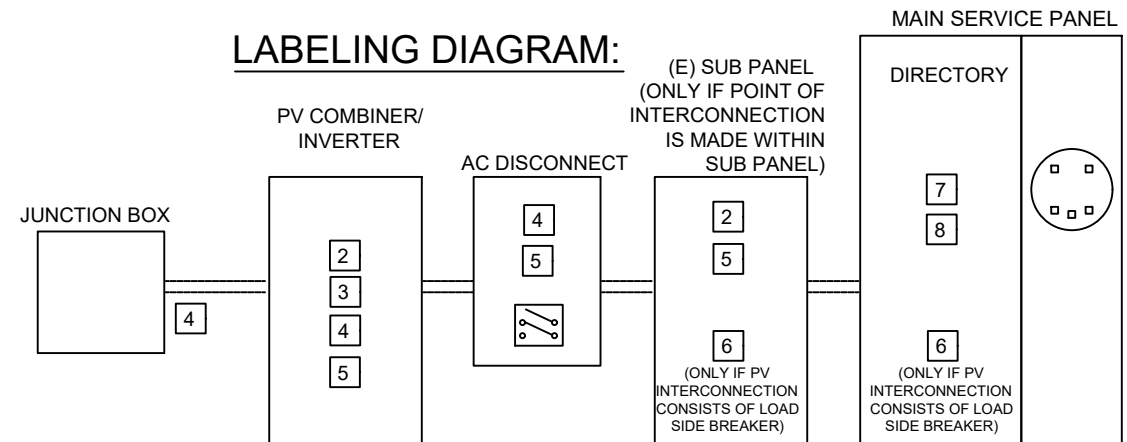 LABELING DIAGRAM:
JUNCTION BOX
4
PV COMBINER/
INVERTER
2
3
4
5
AC DISCONNECT
4
5
(E) SUB PANEL
(ONLY IF POINT OF
INTERCONNECTION
IS MADE WITHIN
SUB PANEL)
2
5
6
(ONLY IF PV
INTERCONNECTION
CONSISTS OF LOAD
SIDE BREAKER)
MAIN SERVICE PANEL
DIRECTORY
7
8
6
(ONLY IF PV
INTERCONNECTION
CONSISTS OF LOAD
SIDE BREAKER)